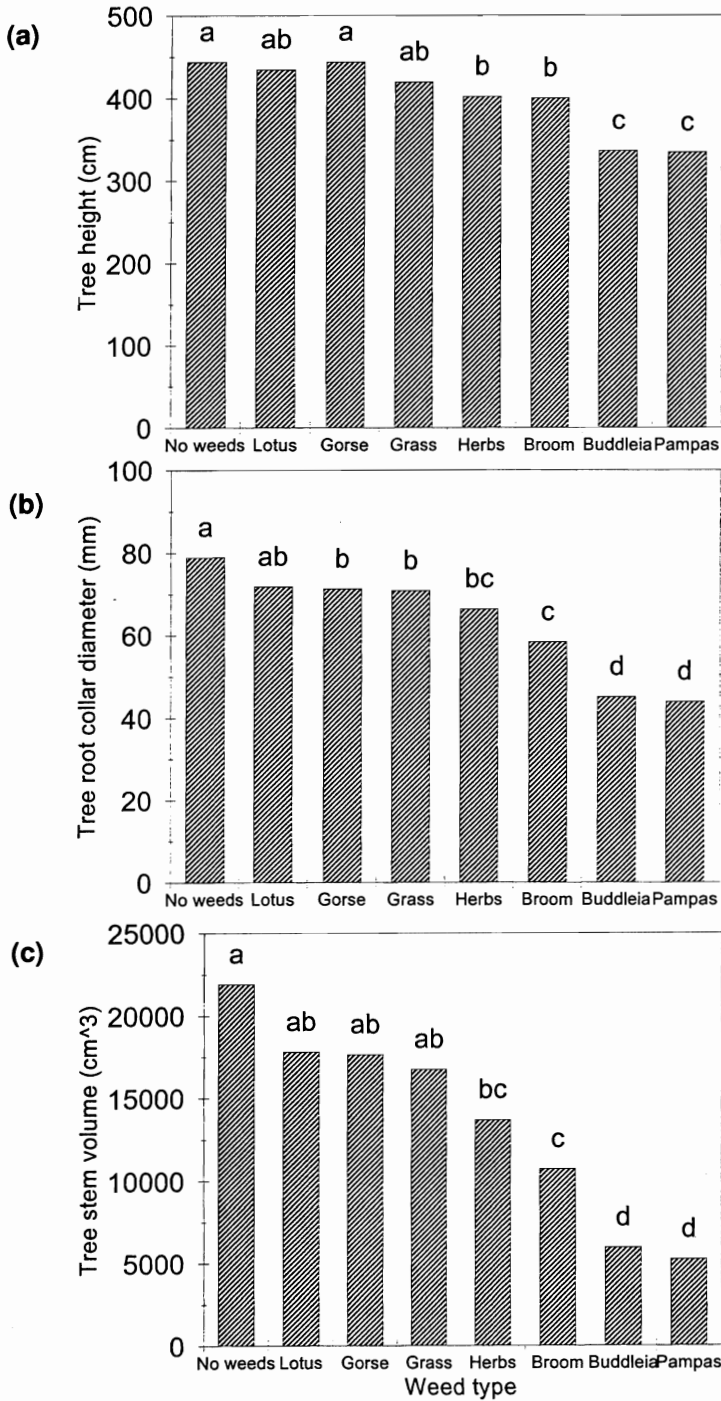 (a)
Tree height (cm)
500
400
300
200
100
0
a ab a ab b b c c
No weeds Lotus Gorse Grass Herbs Broom Buddleia Pampas
(b)
Tree root collar diameter (mm)
100
80
60
40
20
0
a ab b b bc c d d
No weeds Lotus Gorse Grass Herbs Broom Buddleia Pampas
(c)
Tree stem volume (cm^3)
25000
20000
15000
10000
5000
0
a ab ab ab bc c d d
No weeds Lotus Gorse Grass Herbs Broom Buddleia Pampas
Weed type